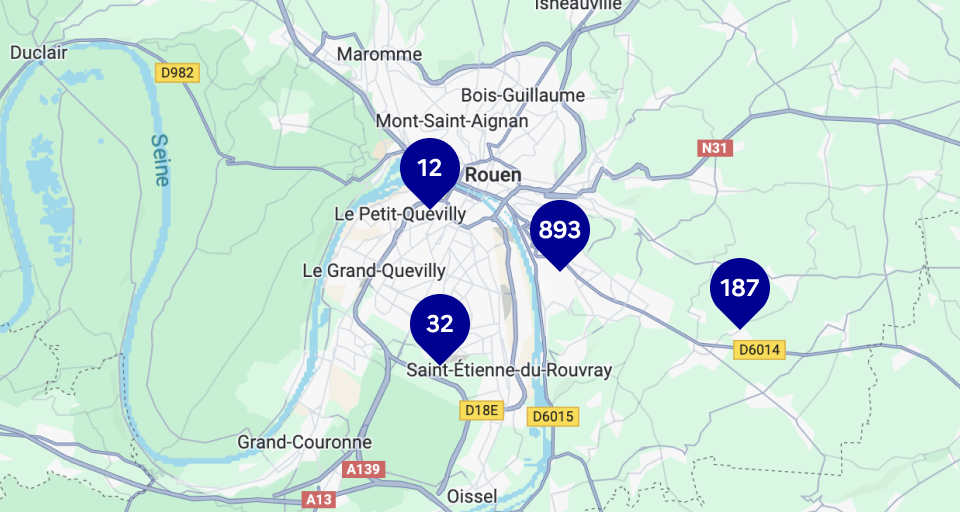 Isneauville
Duclair
Maromme
D982
Bois-Guillaume
Mont-Saint-Aignan
Seine
N31
12
Rouen
Le Petit-Quevilly
893
Le Grand-Quevilly
187
32
D6014
Saint-Étienne-du-Rouvray
D18E
D6015
Grand-Couronne
A139
Oissel
A13